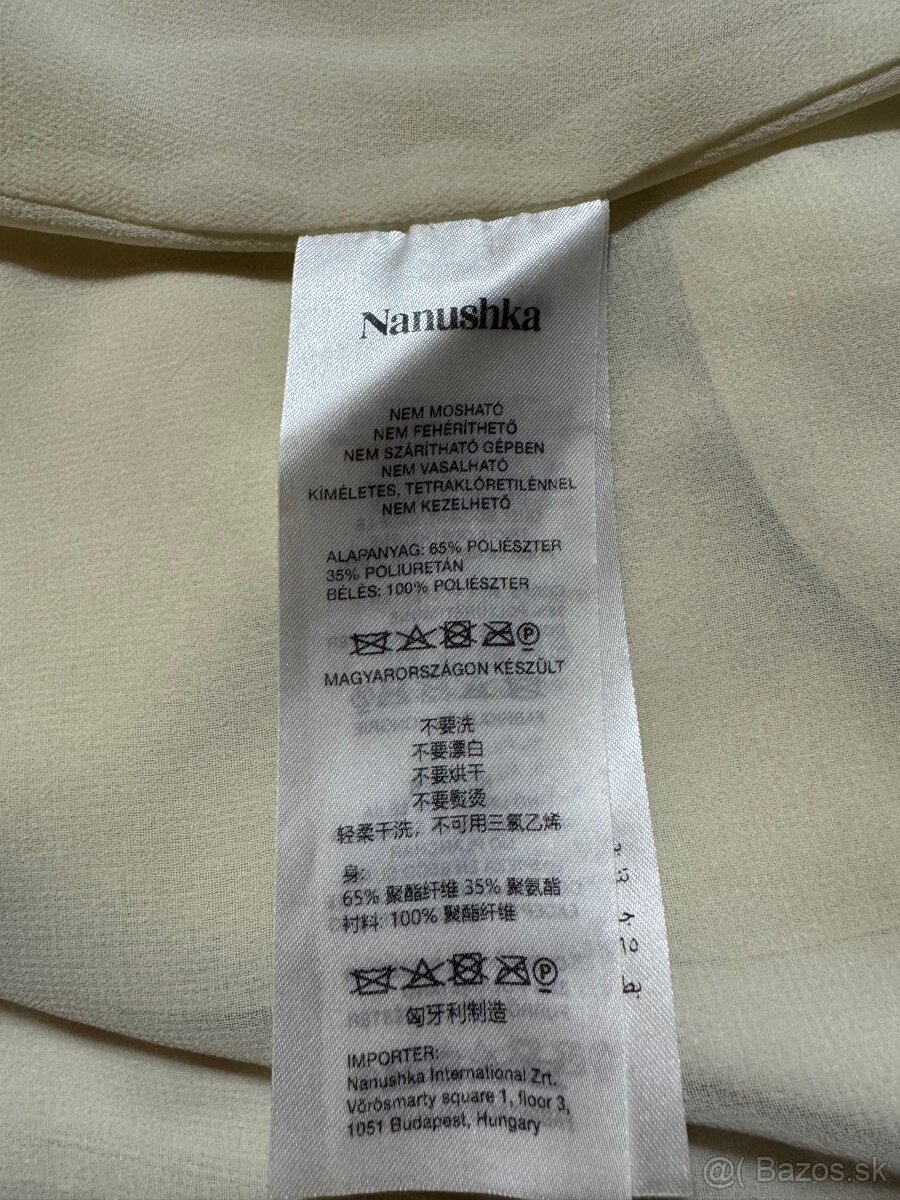 Nanushka
NEM MOSHATÓ
NEM FEHÉRÍTHETŐ
NEM SZÁRÍTHATÓ GÉPBEN
NEM VASALHATÓ
KÍMÉLETES, TETRAKLÓRETILÉNNEL
NEM KEZELHETŐ
ALAPANYAG: 65% POLIÉSZTER
35% POLIURETÁN
BÉLÉS: 100% POLIÉSZTER
P
MAGYARORSZÁGON KÉSZÜLT
不要洗
不要漂白
不要烘干
不要熨烫
轻柔干洗，不可用三氯乙烯
身:
65% 聚酯纤维 35% 聚氨酯
衬料: 100% 聚酯纤维
P
匈牙利制造
IMPORTER:
Nanushka International Zrt.
Vörösmarty square 1, floor 3,
1051 Budapest, Hungary
@( Bazos.sk